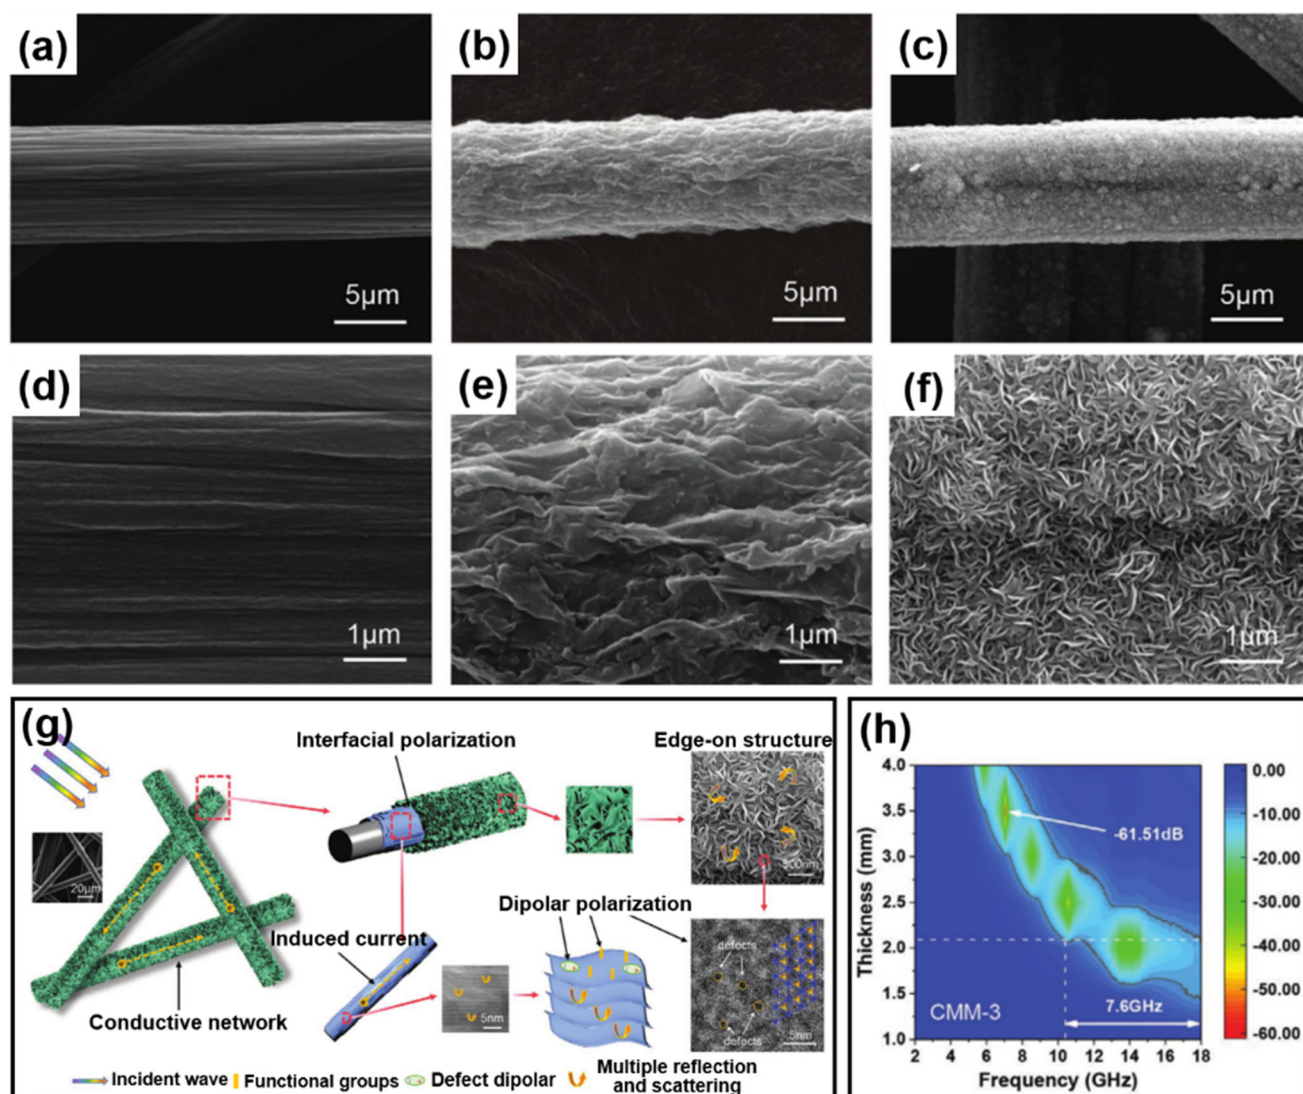 (a)
5μm
(b)
5μm
(c)
5μm
(d)
1μm
(e)
1μm
(f)
1μm
(g)
Interfacial polarization
Edge-on structure
20μm
500nm
Dipolar polarization
Induced current
defects
5nm
defects
5nm
Conductive network
Incident wave
Functional groups
Defect dipolar
Multiple reflection
and scattering
(h)
4.0
3.5
3.0
2.5
2.0
1.5
1.0
Thickness (mm)
-61.51dB
7.6GHz
CMM-3
2
4
6
8
10
12
14
16
18
Frequency (GHz)
0.00
-10.00
-20.00
-30.00
-40.00
-50.00
-60.00